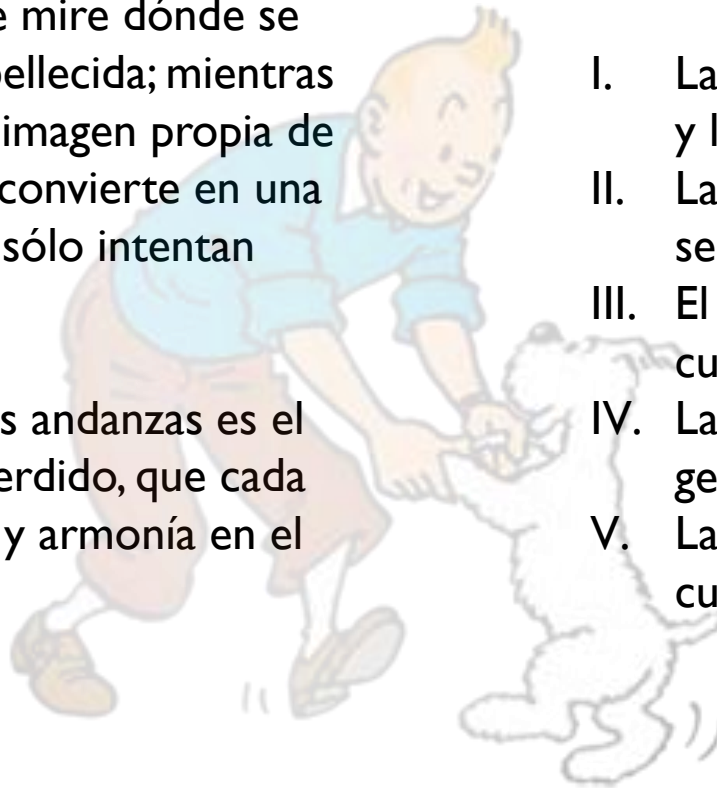 e mire dónde se
bellecida; mientras
imagen propia de
convierte en una
sólo intentan
s andanzas es el
erdido, que cada
y armonía en el
I. La
y l
II. La
se
III. El
cu
IV. La
ge
V. La
cu